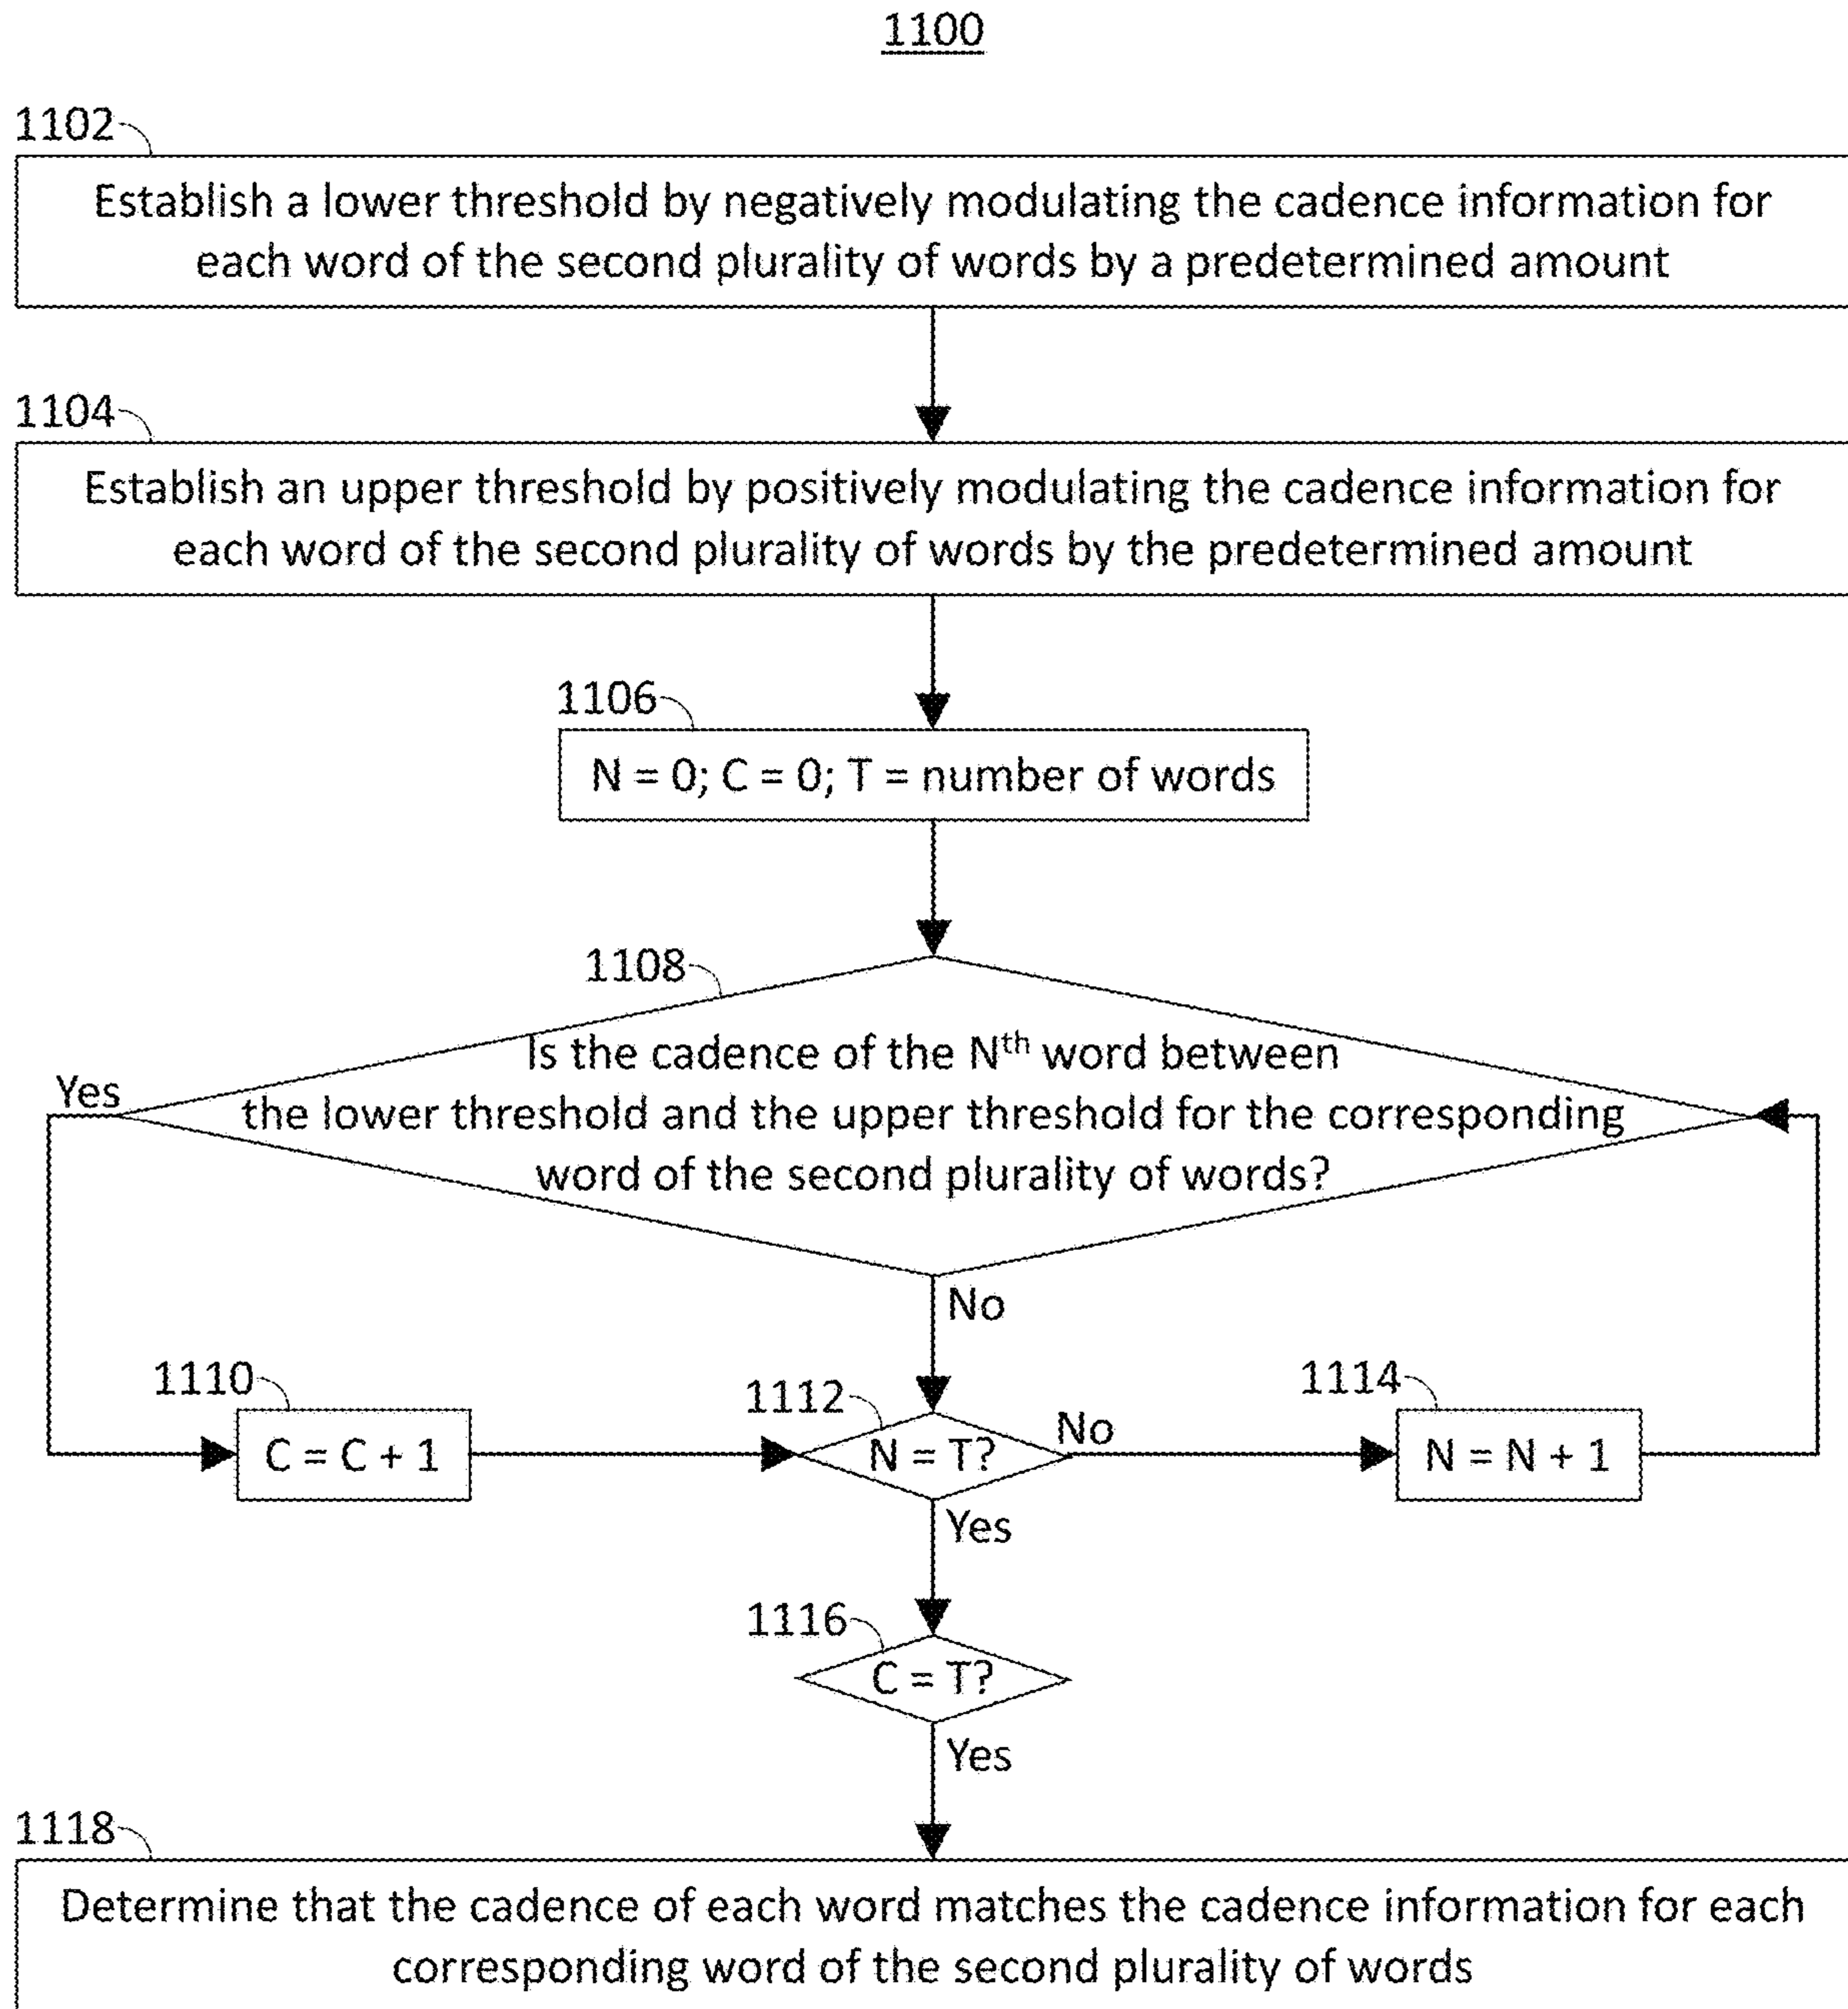 1100
1102
Establish a lower threshold by negatively modulating the cadence information for
each word of the second plurality of words by a predetermined amount
1104
Establish an upper threshold by positively modulating the cadence information for
each word of the second plurality of words by the predetermined amount
1106
N = 0; C = 0; T = number of words
1108
Is the cadence of the Nth word between
Yes
the lower threshold and the upper threshold for the corresponding
word of the second plurality of words?
No
1110
C = C + 1
1112
N = T?
No
1114
N = N + 1
Yes
1116
C = T?
Yes
1118
Determine that the cadence of each word matches the cadence information for each
corresponding word of the second plurality of words